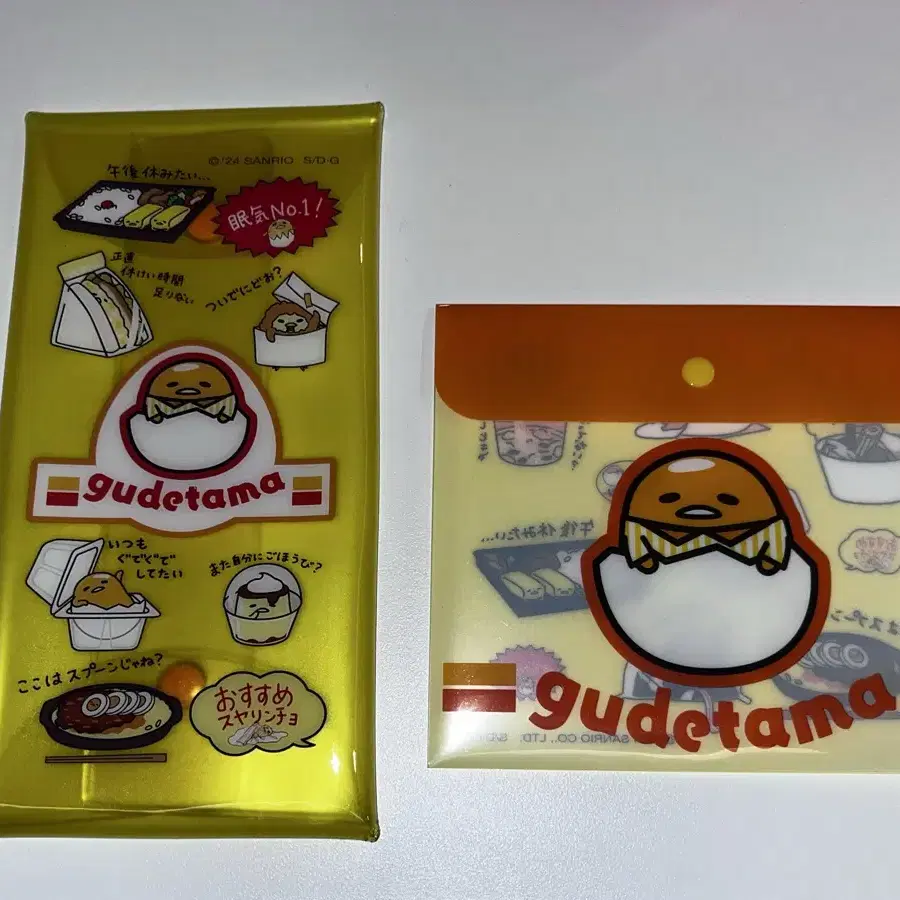 ©'24 SANRIO S/D·G
午後休みたい...
眠気No.1!
正直
休けい時間
足りない
ついでにどお?
gudetama
いつも
ぐでぐで
したい
また自分にごほうび?
ここはスプーンじゃね?
おすすめ
スヤリンチョ
午後休みたい...
gudetama
SANRIO CO., LTD.